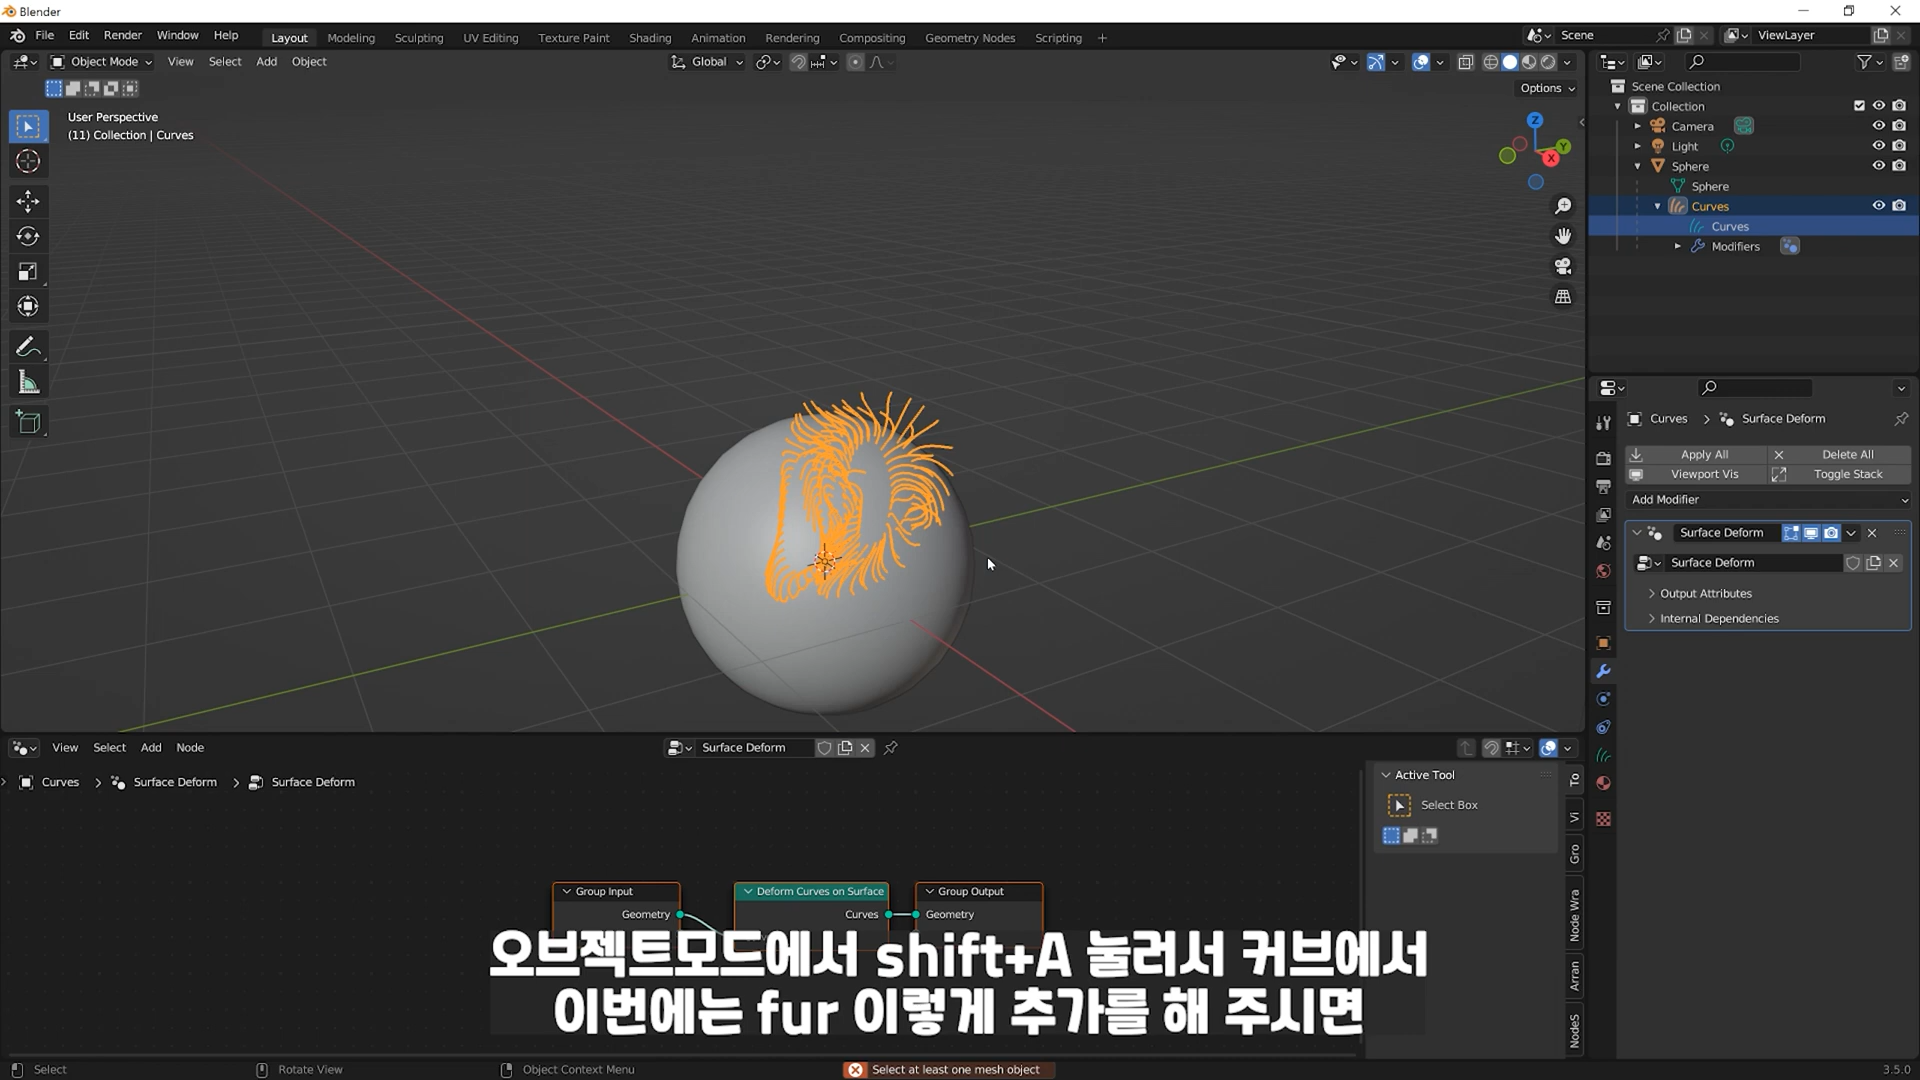 Blender
File Edit Render Window Help Layout Modeling Sculpting UV Editing Texture Paint Shading Animation Rendering Compositing Geometry Nodes Scripting + Scene ViewLayer
Object Mode View Select Add Object Global
Options
User Perspective
(11) Collection | Curves
Z
Y
X
Scene Collection
Collection
Camera
Light
Sphere
Sphere
Curves
Curves
Modifiers
Curves > Surface Deform
Apply All Delete All
Viewport Vis Toggle Stack
Add Modifier
Surface Deform
Surface Deform
Output Attributes
Internal Dependencies
View Select Add Node Surface Deform
Curves > Surface Deform > Surface Deform
Active Tool
Select Box
To
Vi
Gro
Node Wra
Arran
NodeS
Group Input
Geometry
Deform Curves on Surface
Curves
Group Output
Geometry
오브젝트모드에서 shift+A 눌러서 커브에서
이번에는 fur 이렇게 추가를 해 주시면
Select Rotate View Object Context Menu Select at least one mesh object 3.5.0